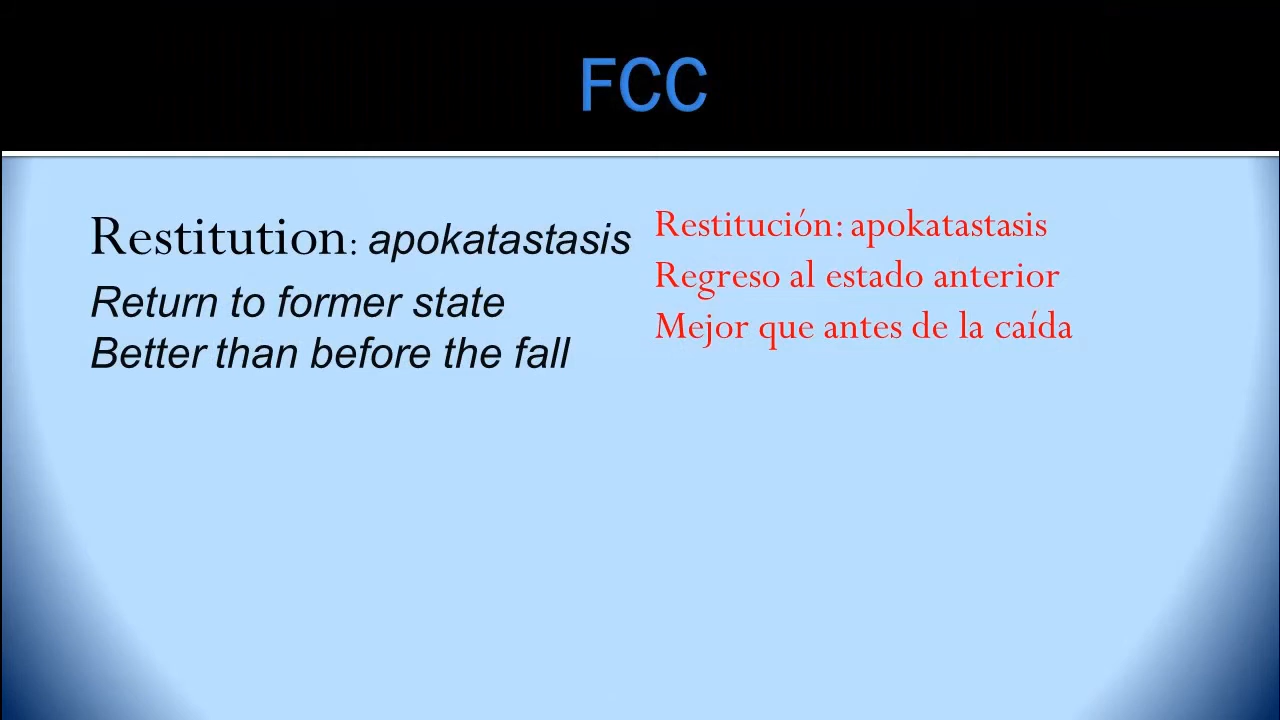 FCC
Restitution: apokatastasis
Return to former state
Better than before the fall
Restitución: apokatastasis
Regreso al estado anterior
Mejor que antes de la caída